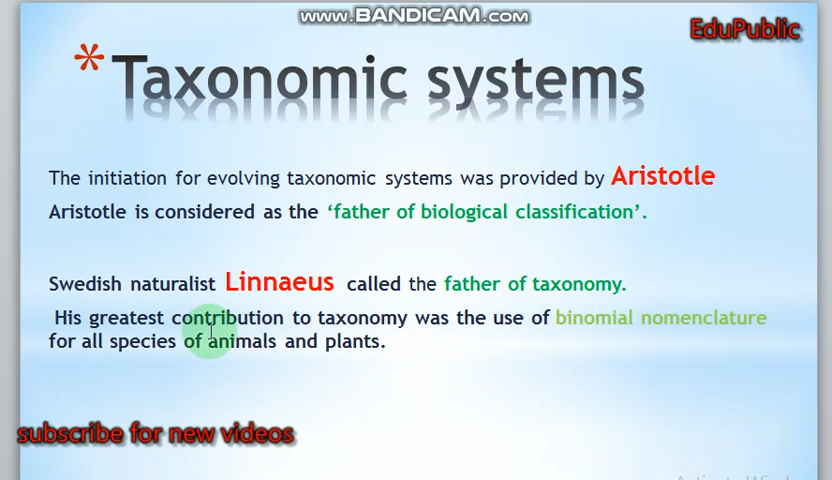 www.BANDICAM.com
EduPublic
* Taxonomic systems
The initiation for evolving taxonomic systems was provided by Aristotle
Aristotle is considered as the ‘father of biological classification’.
Swedish naturalist Linnaeus called the father of taxonomy.
His greatest contribution to taxonomy was the use of binomial nomenclature
for all species of animals and plants.
subscribe for new videos